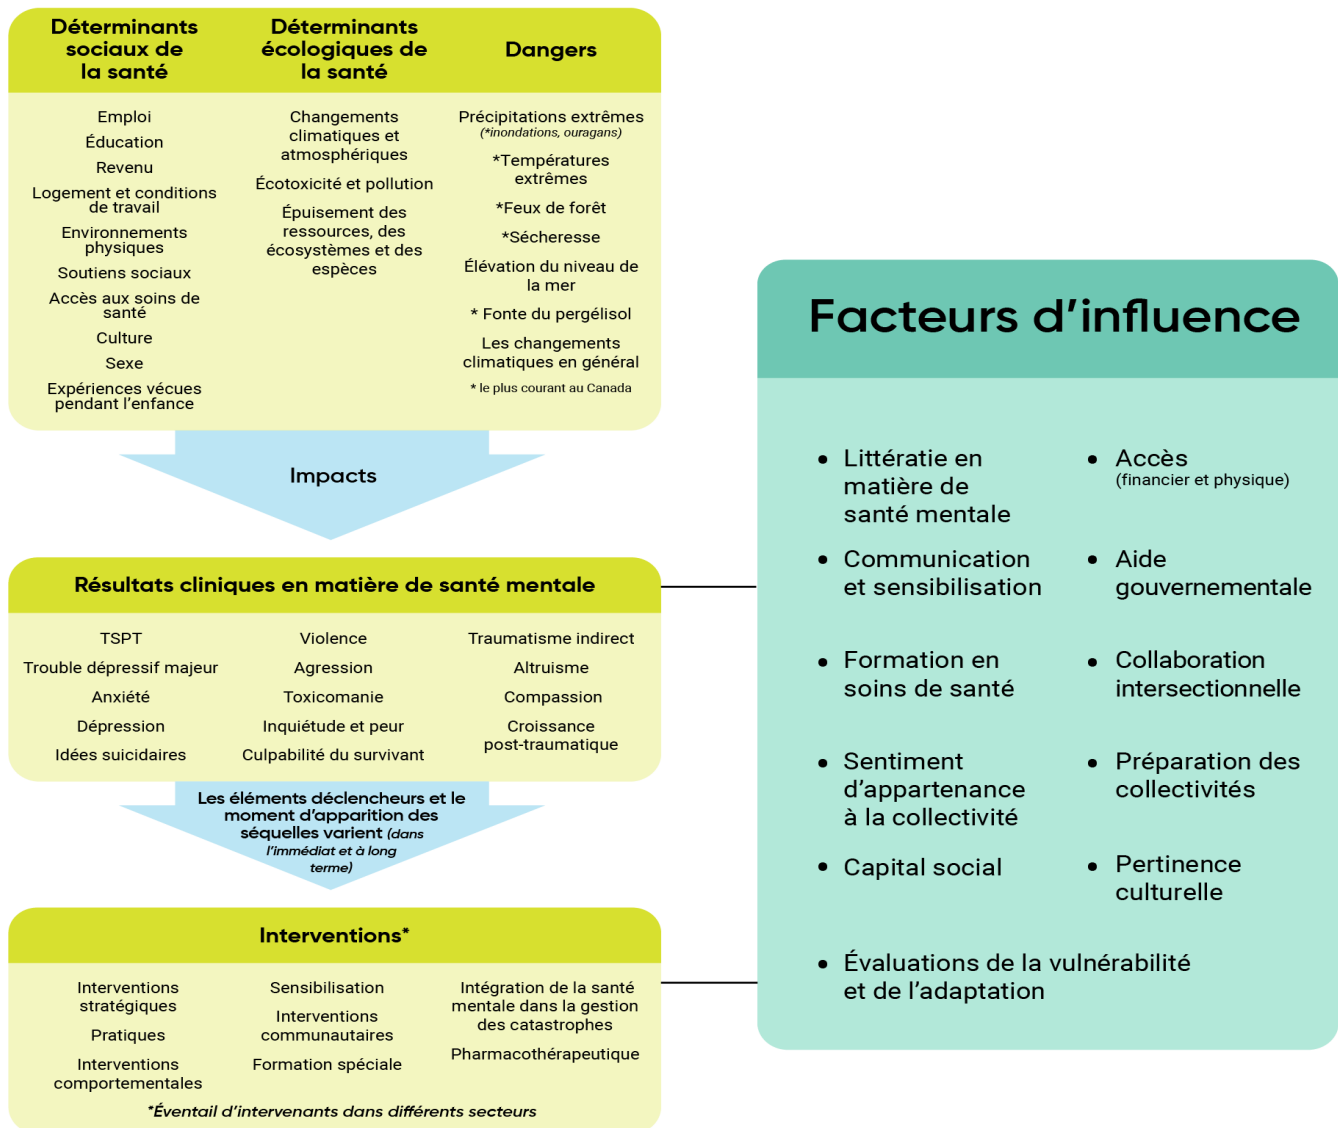 Déterminants
sociaux de
la santé
Emploi
Éducation
Revenu
Logement et conditions
de travail
Environnements
physiques
Soutiens sociaux
Accès aux soins de
santé
Culture
Sexe
Expériences vécues
pendant l'enfance
Déterminants
écologiques de
la santé
Changements
climatiques et
atmosphériques
Écotoxicité et pollution
Épuisement des
ressources, des
écosystèmes et des
espèces
Dangers
Précipitations extrêmes
(*inondations, ouragans)
*Températures
extrêmes
*Feux de forêt
*Sécheresse
Élévation du niveau de
la mer
* Fonte du pergélisol
Les changements
climatiques en général
* le plus courant au Canada
Impacts
Résultats cliniques en matière de santé mentale
TSPT
Trouble dépressif majeur
Anxiété
Dépression
Idées suicidaires
Violence
Agression
Toxicomanie
Inquiétude et peur
Culpabilité du survivant
Traumatisme indirect
Altruisme
Compassion
Croissance
post-traumatique
Les éléments déclencheurs et le
moment d'apparition des
séquelles varient (dans
l'immédiat et à long
terme)
Interventions*
Interventions
stratégiques
Pratiques
Interventions
comportementales
Sensibilisation
Interventions
communautaires
Formation spéciale
Intégration de la santé
mentale dans la gestion
des catastrophes
Pharmacothérapeutique
*Éventail d'intervenants dans différents secteurs
Facteurs d'influence
• Littératie en
matière de
santé mentale
• Communication
et sensibilisation
• Formation en
soins de santé
• Sentiment
d'appartenance
à la collectivité
• Capital social
• Accès
(financier et physique)
• Aide
gouvernementale
• Collaboration
intersectionnelle
• Préparation des
collectivités
• Pertinence
culturelle
• Évaluations de la vulnérabilité
et de l'adaptation